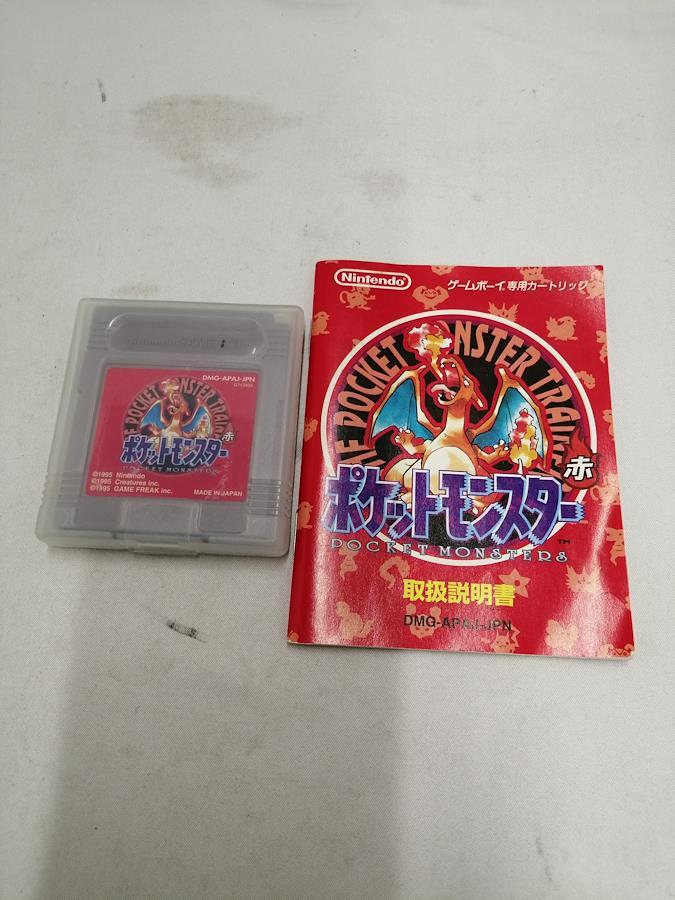 DMG-APAJ-JPN
POCKET MONSTER TRAINE
赤
ポケットモンスター
POCKET MONSTERS
©1995 Nintendo
©1995 Creatures inc.
©1995 GAME FREAK inc.
MADE IN JAPAN
Nintendo
ゲームボーイ専用カートリッジ
POCKET MONSTER TRAINE
赤
ポケットモンスター
TM
POCKET MONSTERS
取扱説明書
DMG-APAJ-JPN